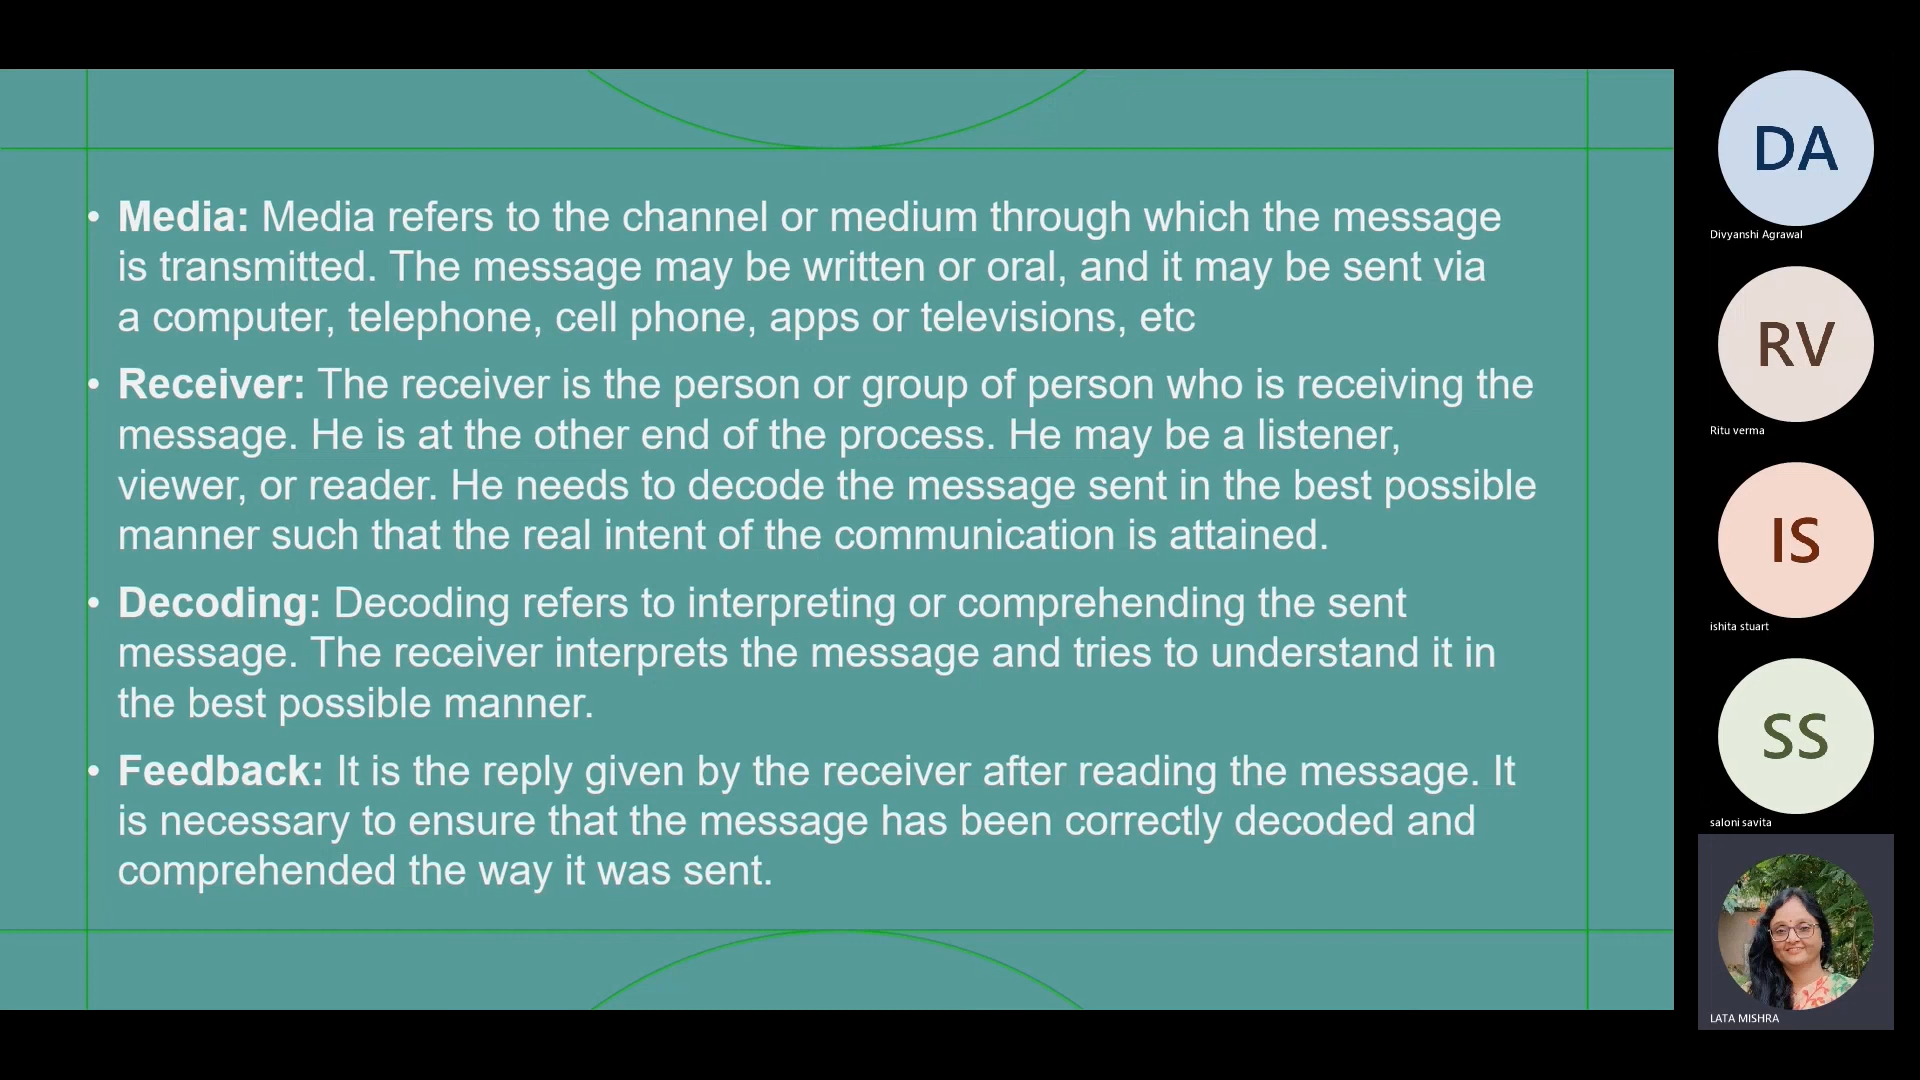 • Media: Media refers to the channel or medium through which the message
is transmitted. The message may be written or oral, and it may be sent via
a computer, telephone, cell phone, apps or televisions, etc
• Receiver: The receiver is the person or group of person who is receiving the
message. He is at the other end of the process. He may be a listener,
viewer, or reader. He needs to decode the message sent in the best possible
manner such that the real intent of the communication is attained.
• Decoding: Decoding refers to interpreting or comprehending the sent
message. The receiver interprets the message and tries to understand it in
the best possible manner.
• Feedback: It is the reply given by the receiver after reading the message. It
is necessary to ensure that the message has been correctly decoded and
comprehended the way it was sent.
DA
Divyanshi Agrawal
RV
Ritu verma
IS
ishita stuart
SS
saloni savita
LATA MISHRA